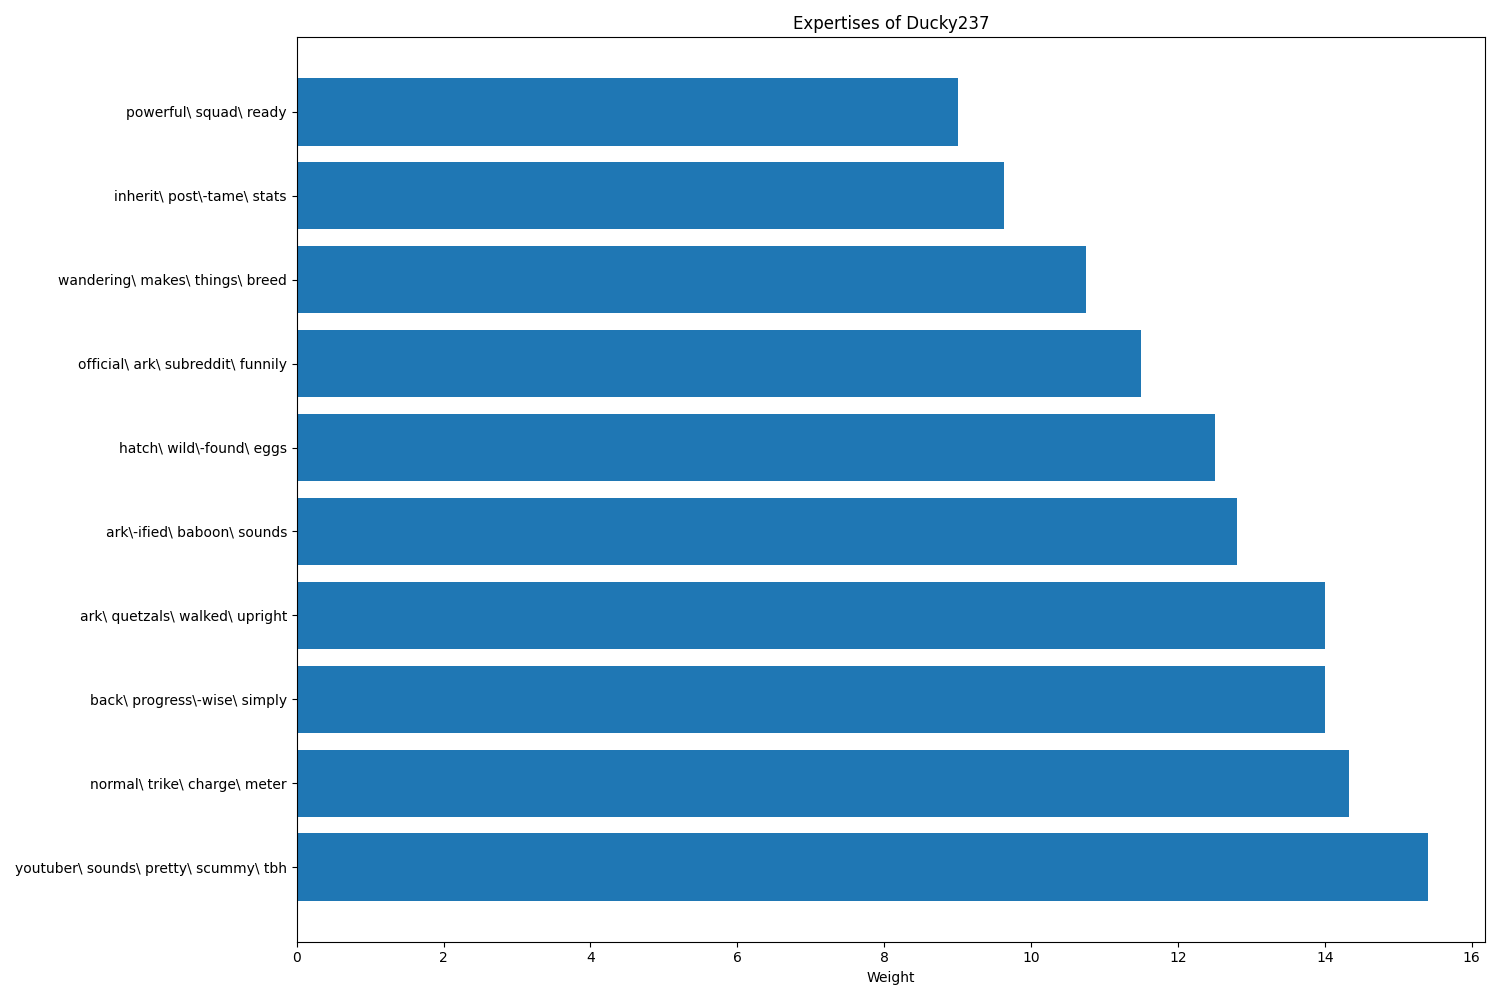 Expertises of Ducky237
powerful\ squad\ ready
inherit\ post\-tame\ stats
wandering\ makes\ things\ breed
official\ ark\ subreddit\ funnily
hatch\ wild\-found\ eggs
ark\-ified\ baboon\ sounds
ark\ quetzals\ walked\ upright
back\ progress\-wise\ simply
normal\ trike\ charge\ meter
youtuber\ sounds\ pretty\ scummy\ tbh
0 2 4 6 8 10 12 14 16
Weight